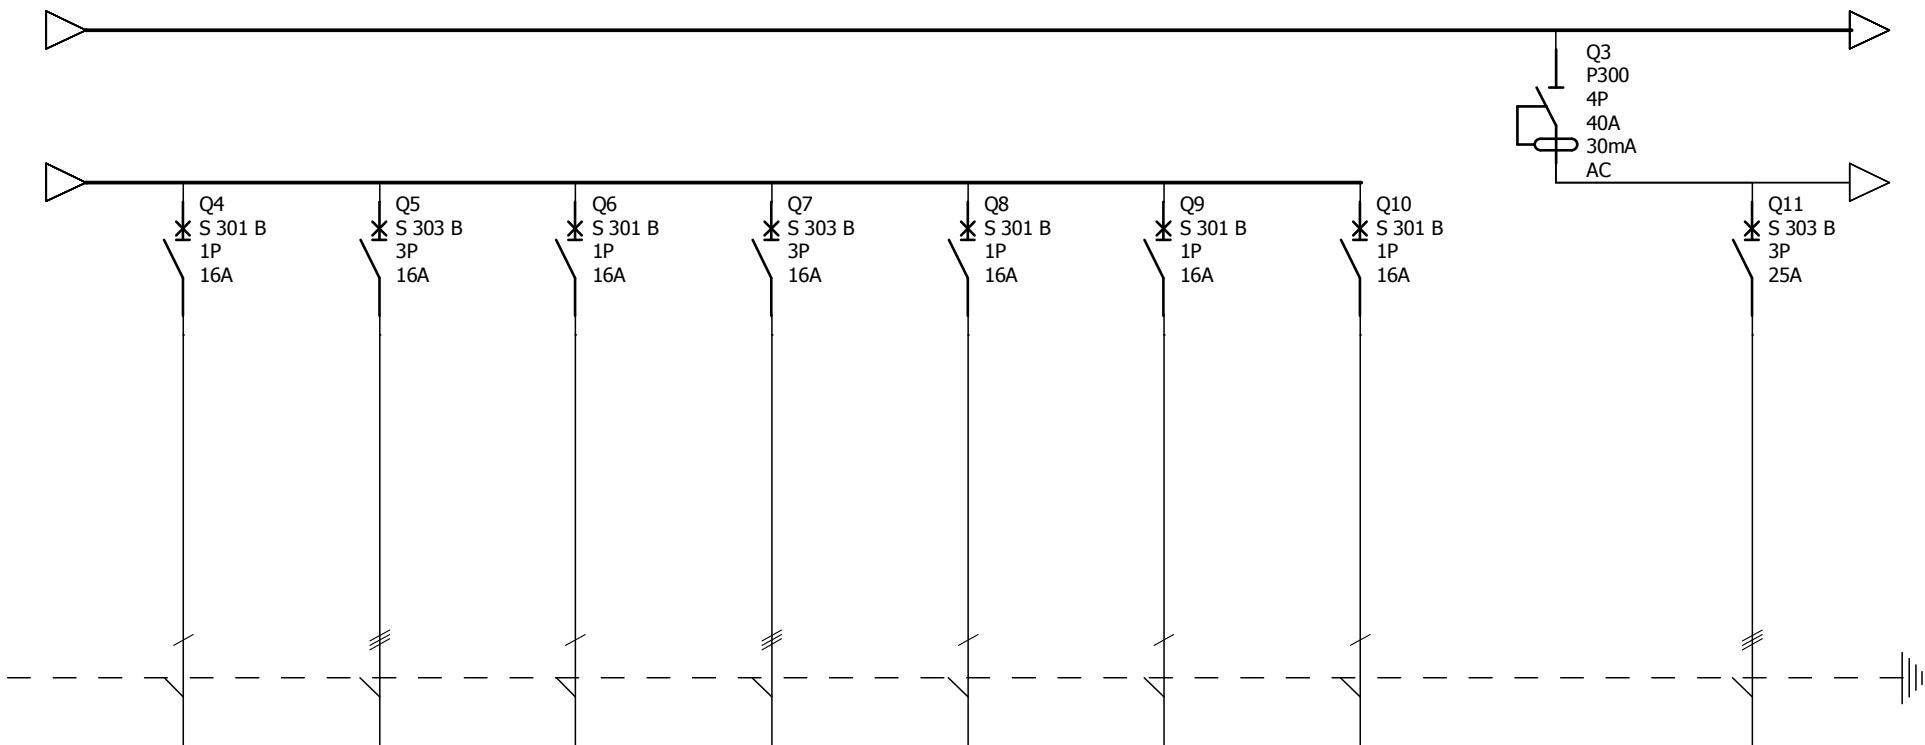 Q3
P300
4P
40A
30mA
AC
Q4
S 301 B
1P
16A
Q5
S 303 B
3P
16A
Q6
S 301 B
1P
16A
Q7
S 303 B
3P
16A
Q8
S 301 B
1P
16A
Q9
S 301 B
1P
16A
Q10
S 301 B
1P
16A
Q11
S 303 B
3P
25A